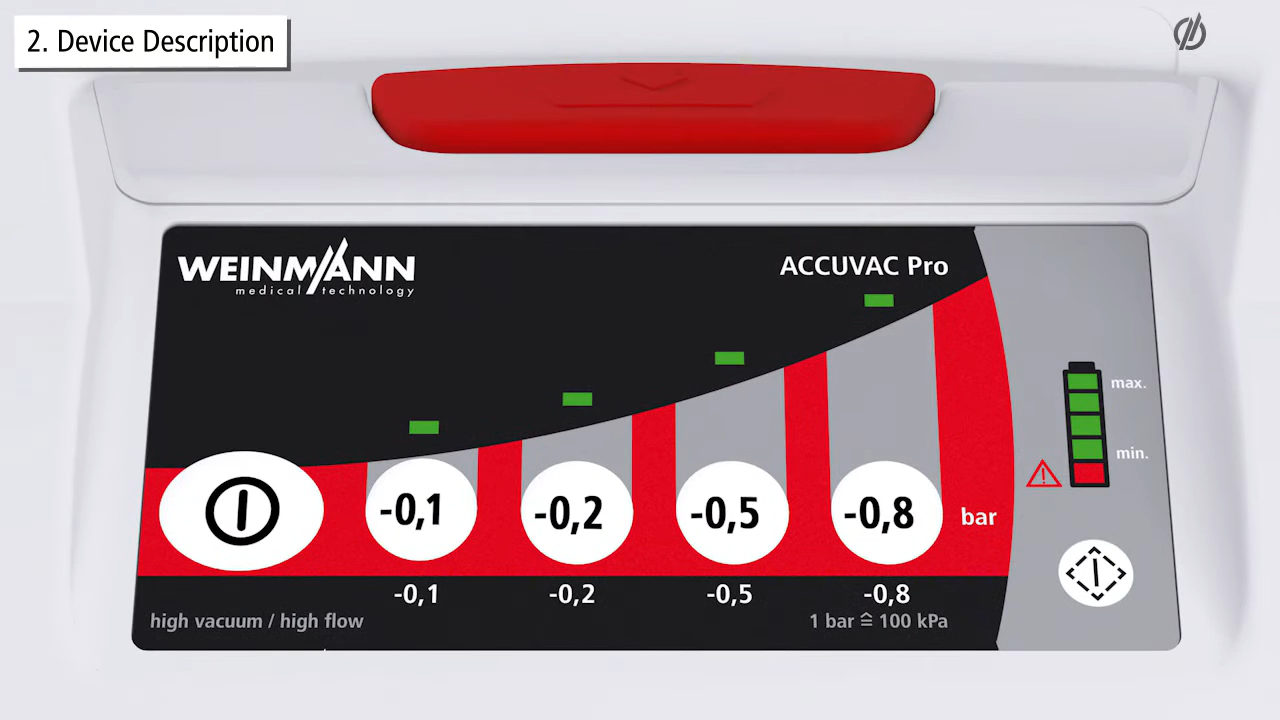 2. Device Description
WEINMANN
medical technology
ACCUVAC Pro
max.
min.
-0,1
-0,2
-0,5
-0,8
bar
-0,1
-0,2
-0,5
-0,8
high vacuum / high flow
1 bar ≙ 100 kPa